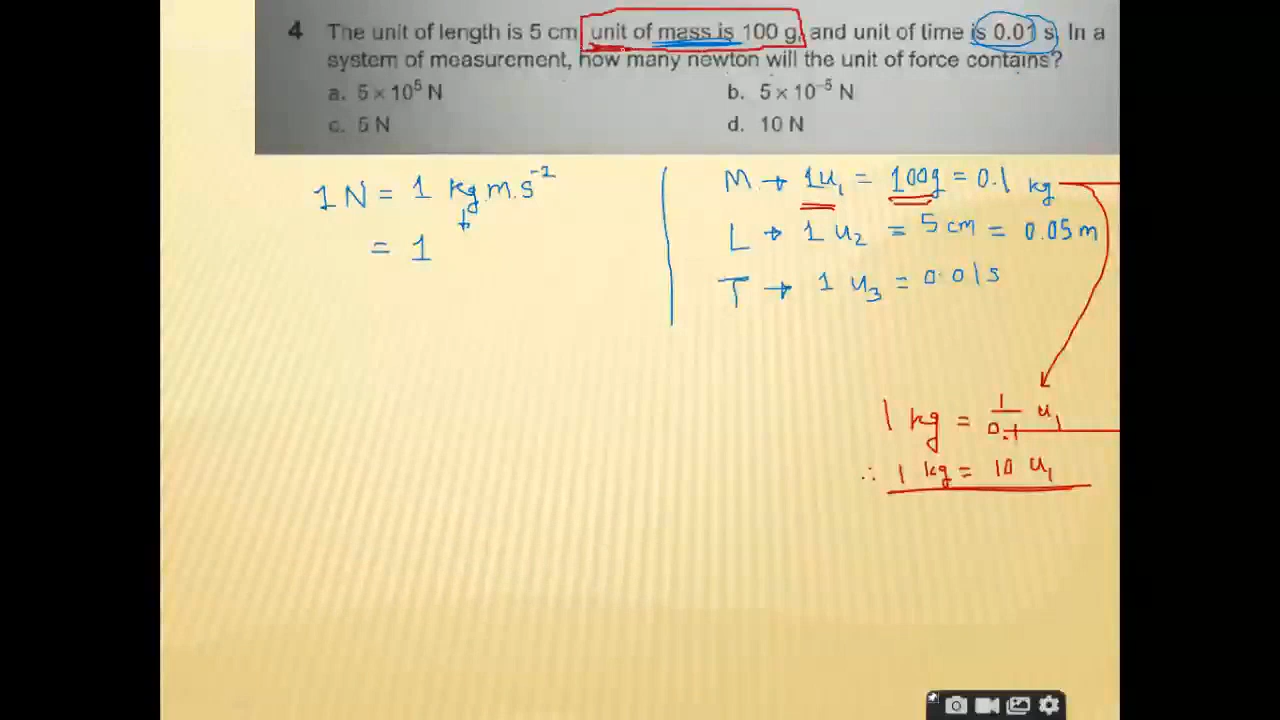 4 The unit of length is 5 cm, unit of mass is 100 g, and unit of time is 0.01 s. In a
system of measurement, how many newton will the unit of force contains?
a. 5 × 10⁵ N b. 5 × 10⁻⁵ N
c. 5 N d. 10 N
1 N = 1 kg m.s⁻²
= 1
M → 1u₁ = 100g = 0.1 kg
L → 1 u₂ = 5 cm = 0.05 m
T → 1 u₃ = 0.01s
1 kg = 1/0.1 u₁
∴ 1 kg = 10 u₁